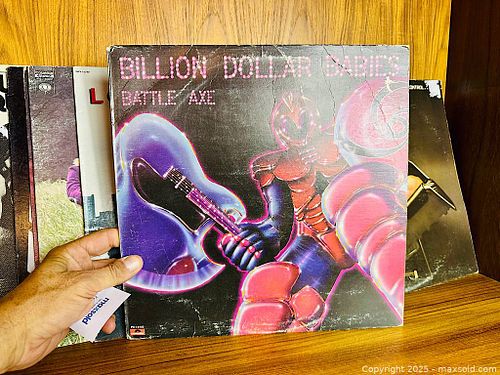 BILLION DOLLAR BABIES
BATTLE AXE
maxsold
Copyright 2025 - maxsold.com